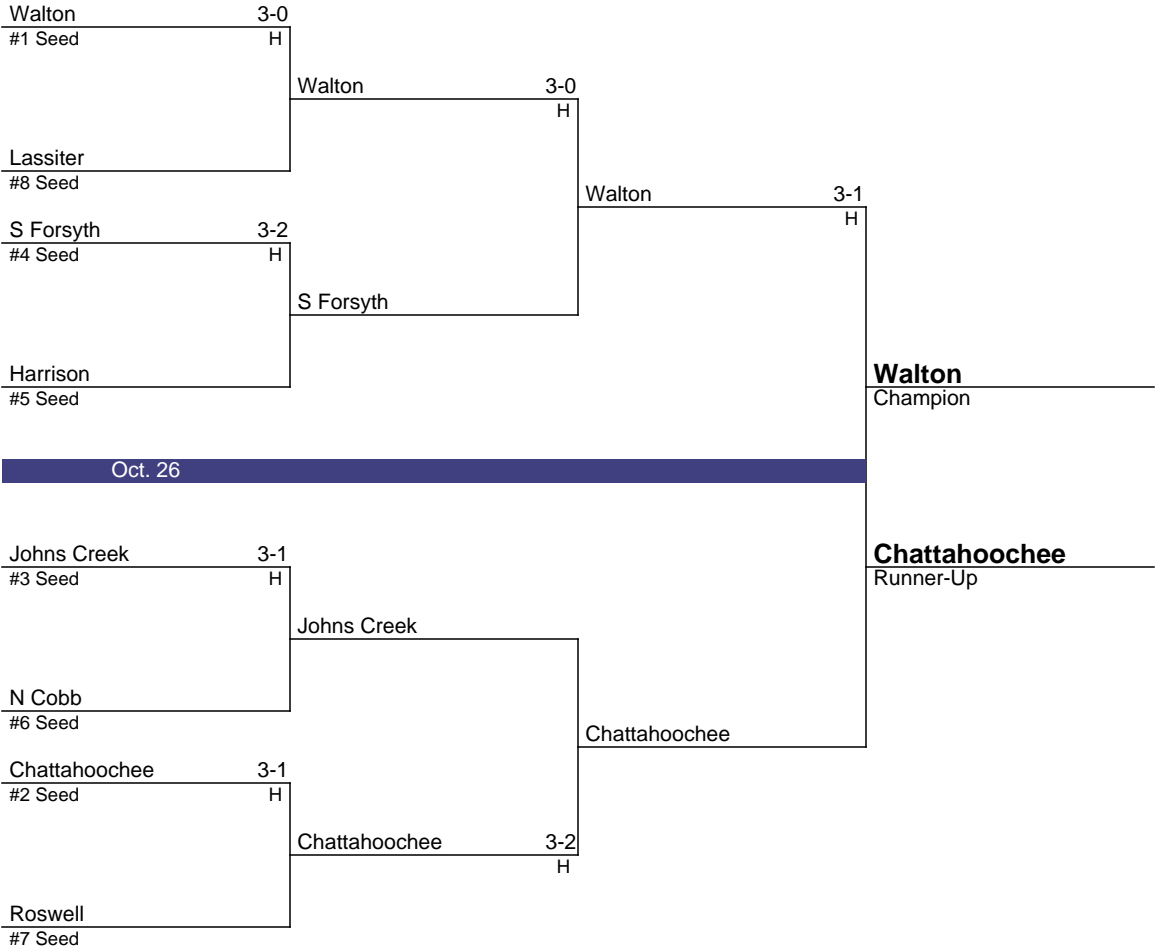 Walton 3-0
#1 Seed H
Walton 3-0
H
Lassiter
#8 Seed
Walton 3-1
H
S Forsyth 3-2
#4 Seed H
S Forsyth
Harrison
#5 Seed
Walton
Champion
Oct. 26
Johns Creek 3-1
#3 Seed H
Chattahoochee
Runner-Up
Johns Creek
N Cobb
#6 Seed
Chattahoochee
Chattahoochee 3-1
#2 Seed H
Chattahoochee 3-2
H
Roswell
#7 Seed